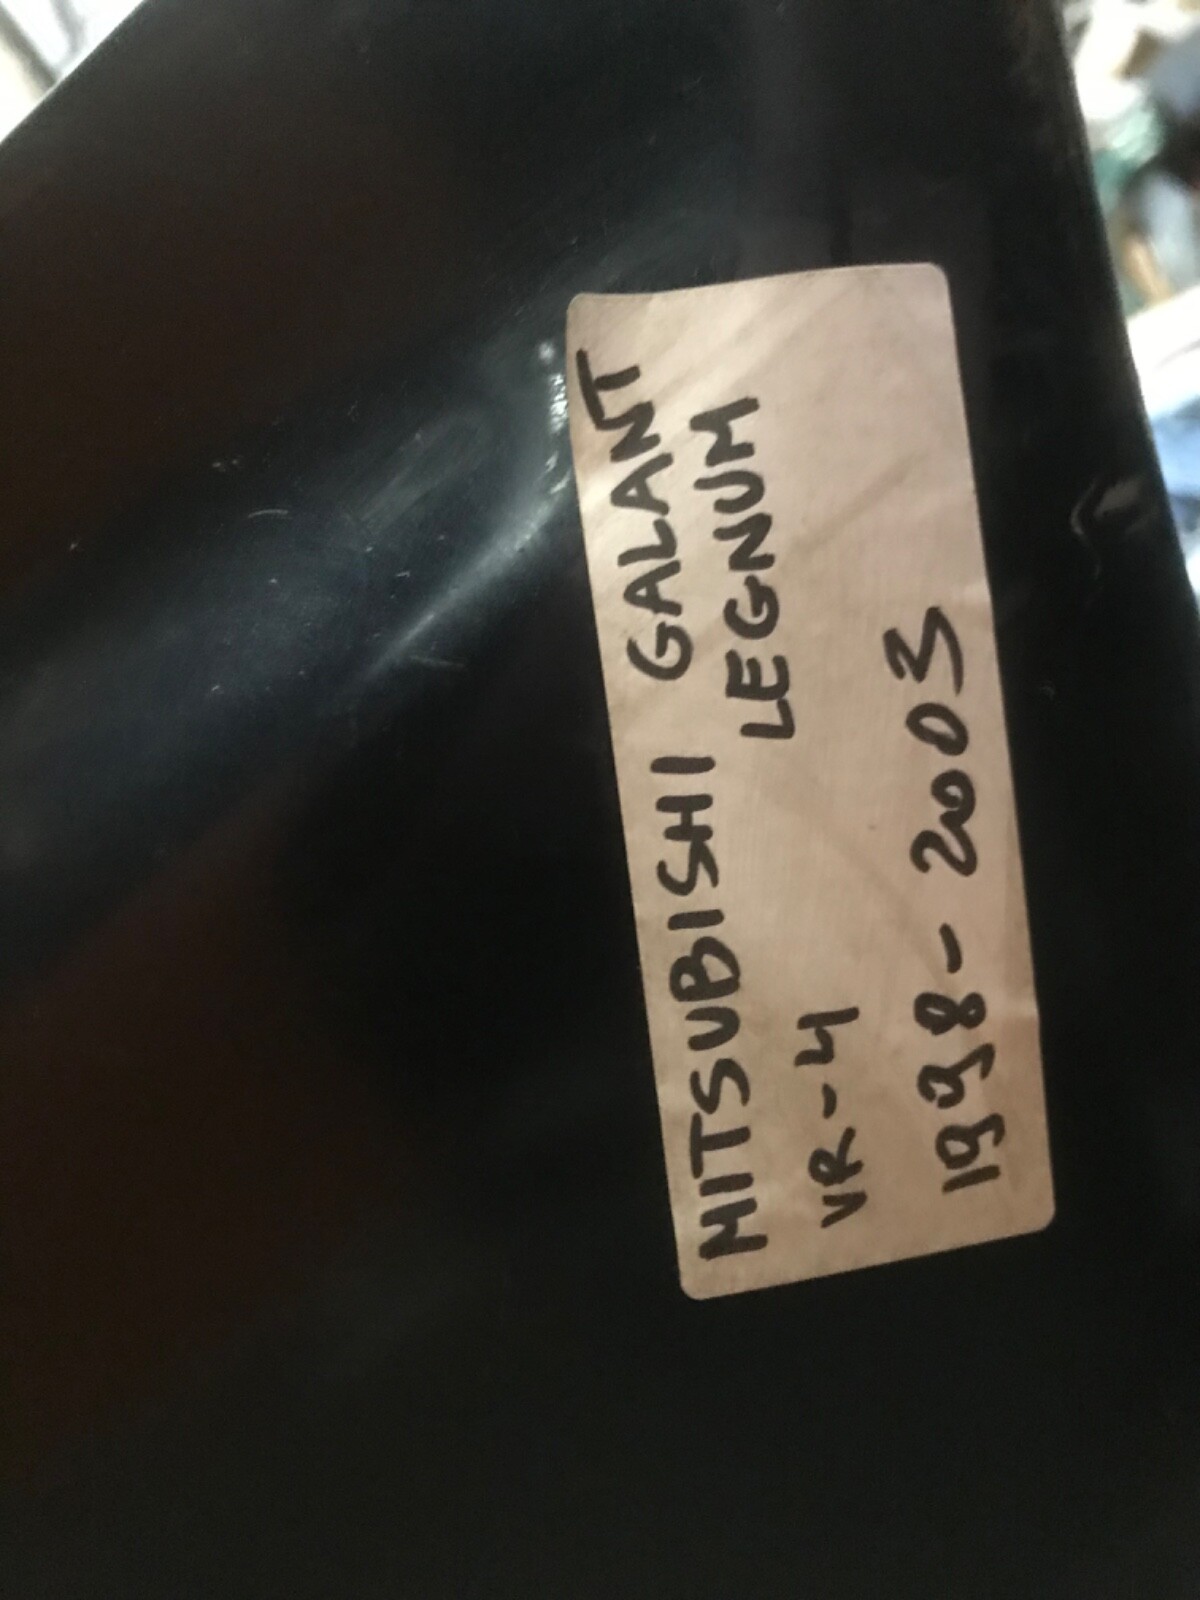 MITSUBISHI GALANT
LEGNUM
VR-4
1998-2003